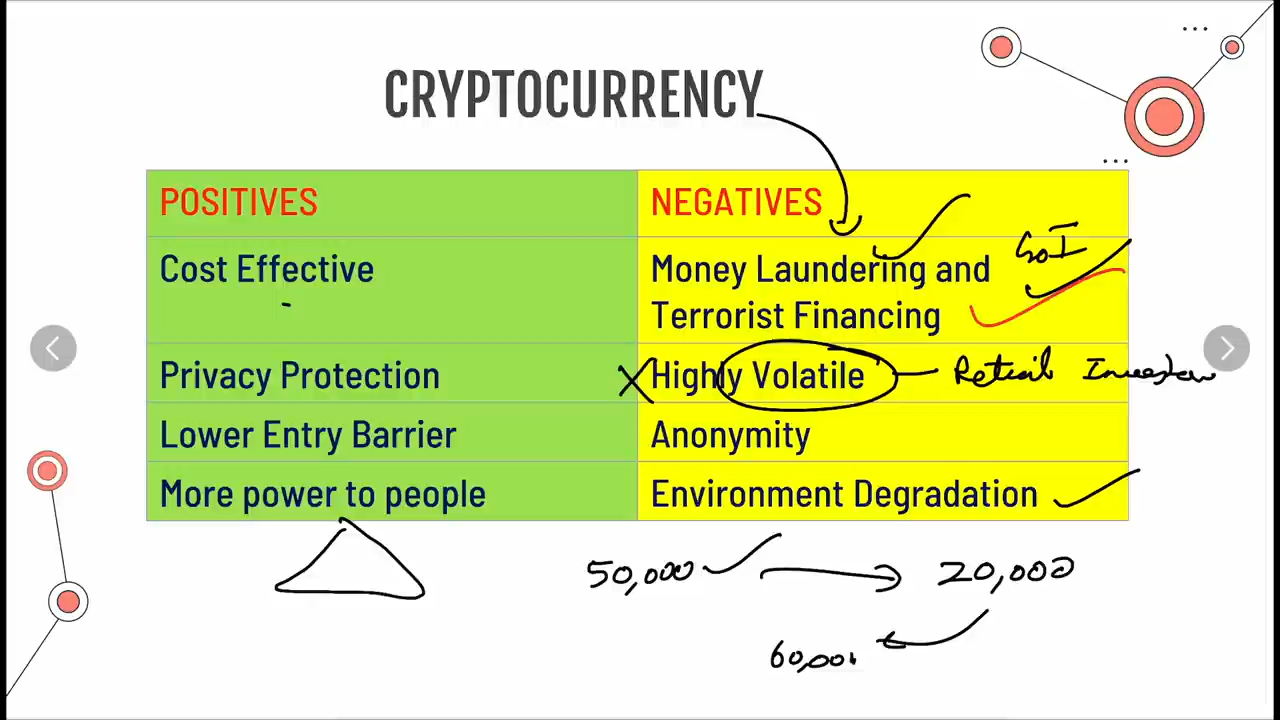 CRYPTOCURRENCY
POSITIVES
NEGATIVES
Cost Effective
Money Laundering and
Terrorist Financing
GoI
Privacy Protection
Highly Volatile
Retail Investors
Lower Entry Barrier
Anonymity
More power to people
Environment Degradation
50,000
20,000
60,000